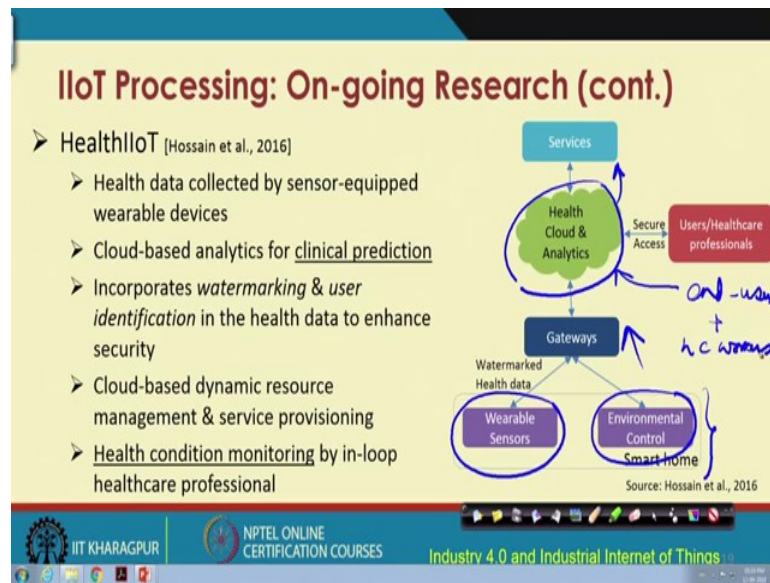 IIoT Processing: On-going Research (cont.)
➤ HealthIIoT [Hossain et al., 2016]
➤ Health data collected by sensor-equipped
wearable devices
➤ Cloud-based analytics for clinical prediction
➤ Incorporates watermarking & user
identification in the health data to enhance
security
➤ Cloud-based dynamic resource
management & service provisioning
➤ Health condition monitoring by in-loop
healthcare professional
Services
Health
Cloud &
Analytics
Secure
Access
Users/Healthcare
professionals
end-user
+
h c workers
Gateways
Watermarked
Health data
Wearable
Sensors
Environmental
Control
Smart home
Source: Hossain et al., 2016
IIT KHARAGPUR
NPTEL ONLINE
CERTIFICATION COURSES
Industry 4.0 and Industrial Internet of Things
19